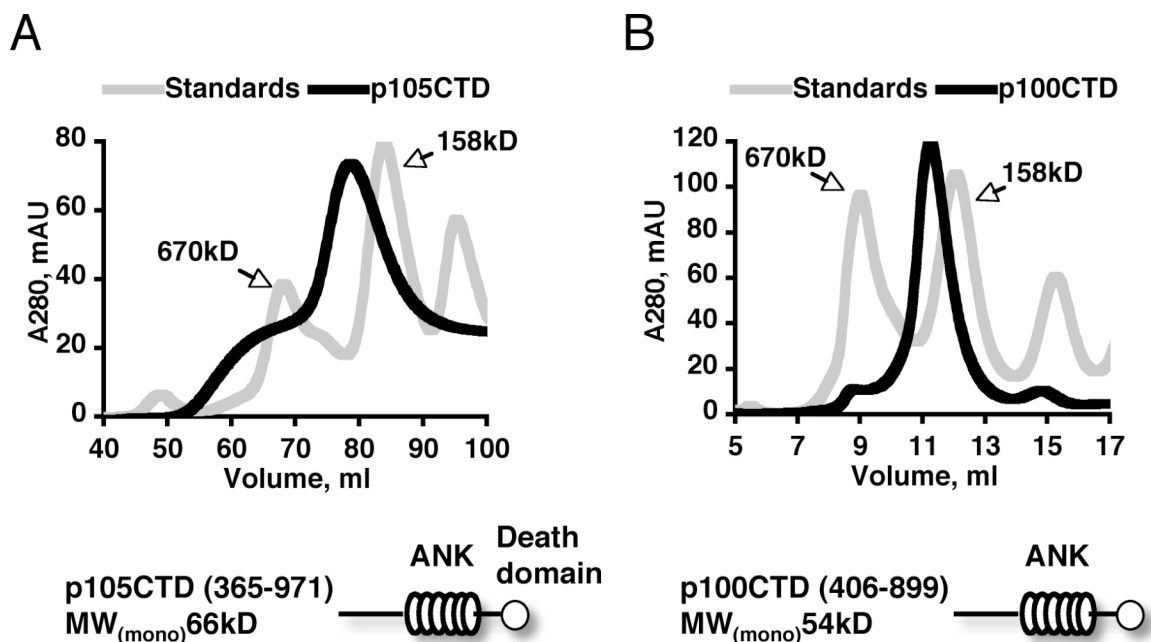 A
Standards p105CTD
80
60
40
20
0
A280, mAU
670kD
158kD
40 50 60 70 80 90 100
Volume, ml
ANK
Death
domain
p105CTD (365-971)
MW(mono)66kD
B
Standards p100CTD
120
100
80
60
40
20
0
A280, mAU
670kD
158kD
5 7 9 11 13 15 17
Volume, ml
ANK
p100CTD (406-899)
MW(mono)54kD